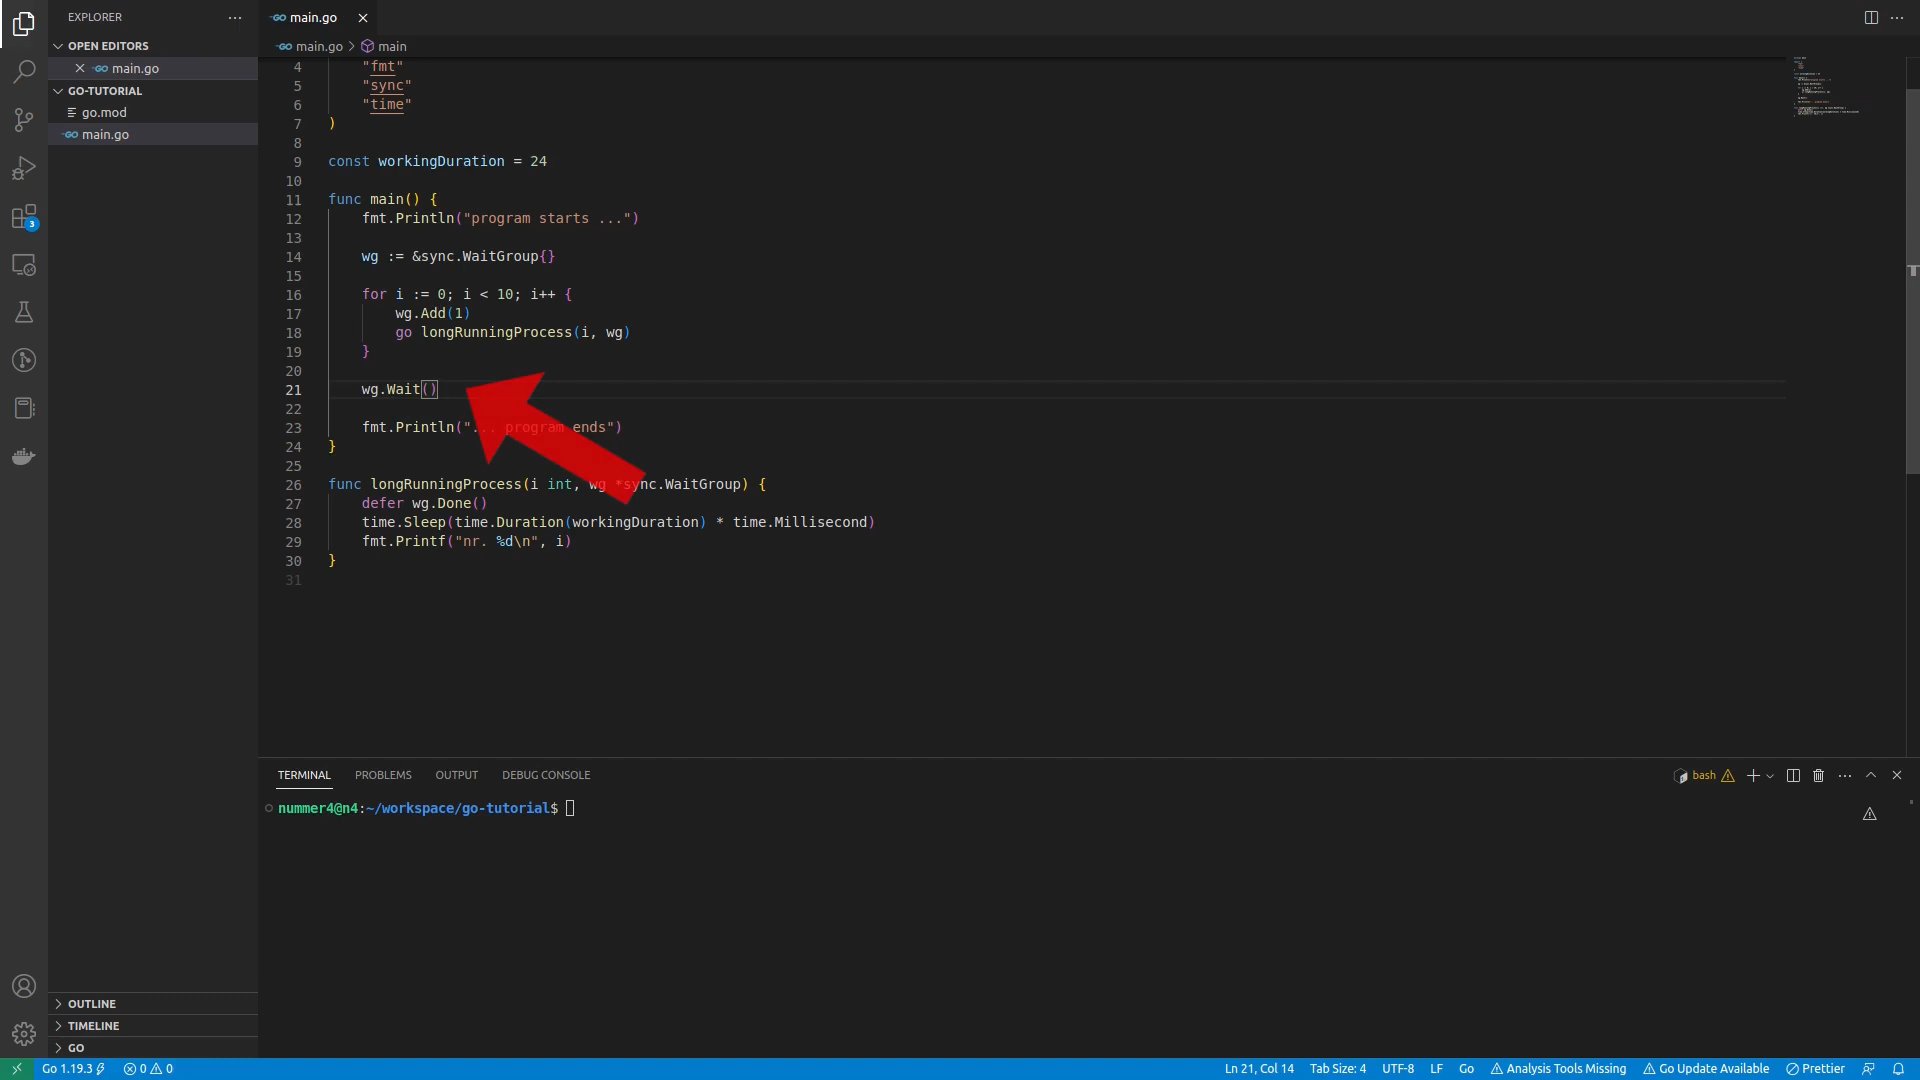 EXPLORER
main.go
OPEN EDITORS
main.go > main
main.go
GO-TUTORIAL
go.mod
main.go
3
4 "fmt"
5 "sync"
6 "time"
7 )
8
9 const workingDuration = 24
10
11 func main() {
12 fmt.Println("program starts ...")
13
14 wg := &sync.WaitGroup{}
15
16 for i := 0; i < 10; i++ {
17 wg.Add(1)
18 go longRunningProcess(i, wg)
19 }
20
21 wg.Wait()
22
23 fmt.Println("... program ends")
24 }
25
26 func longRunningProcess(i int, wg *sync.WaitGroup) {
27 defer wg.Done()
28 time.Sleep(time.Duration(workingDuration) * time.Millisecond)
29 fmt.Printf("nr. %d\n", i)
30 }
31
TERMINAL PROBLEMS OUTPUT DEBUG CONSOLE bash
nummer4@n4:~/workspace/go-tutorial$
OUTLINE
TIMELINE
GO
Go 1.19.3 0 0 Ln 21, Col 14 Tab Size: 4 UTF-8 LF Go Analysis Tools Missing Go Update Available Prettier